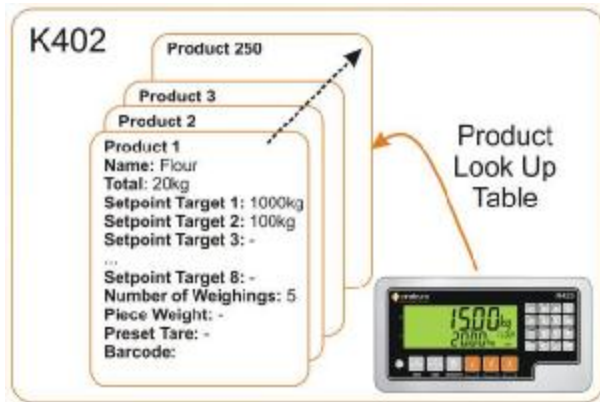 K402
Product 250
Product 3
Product 2
Product 1
Name: Flour
Total: 20kg
Setpoint Target 1: 1000kg
Setpoint Target 2: 100kg
Setpoint Target 3: -
...
Setpoint Target 8: -
Number of Weighings: 5
Piece Weight: -
Preset Tare: -
Barcode:
Product
Look Up
Table
1500 kg